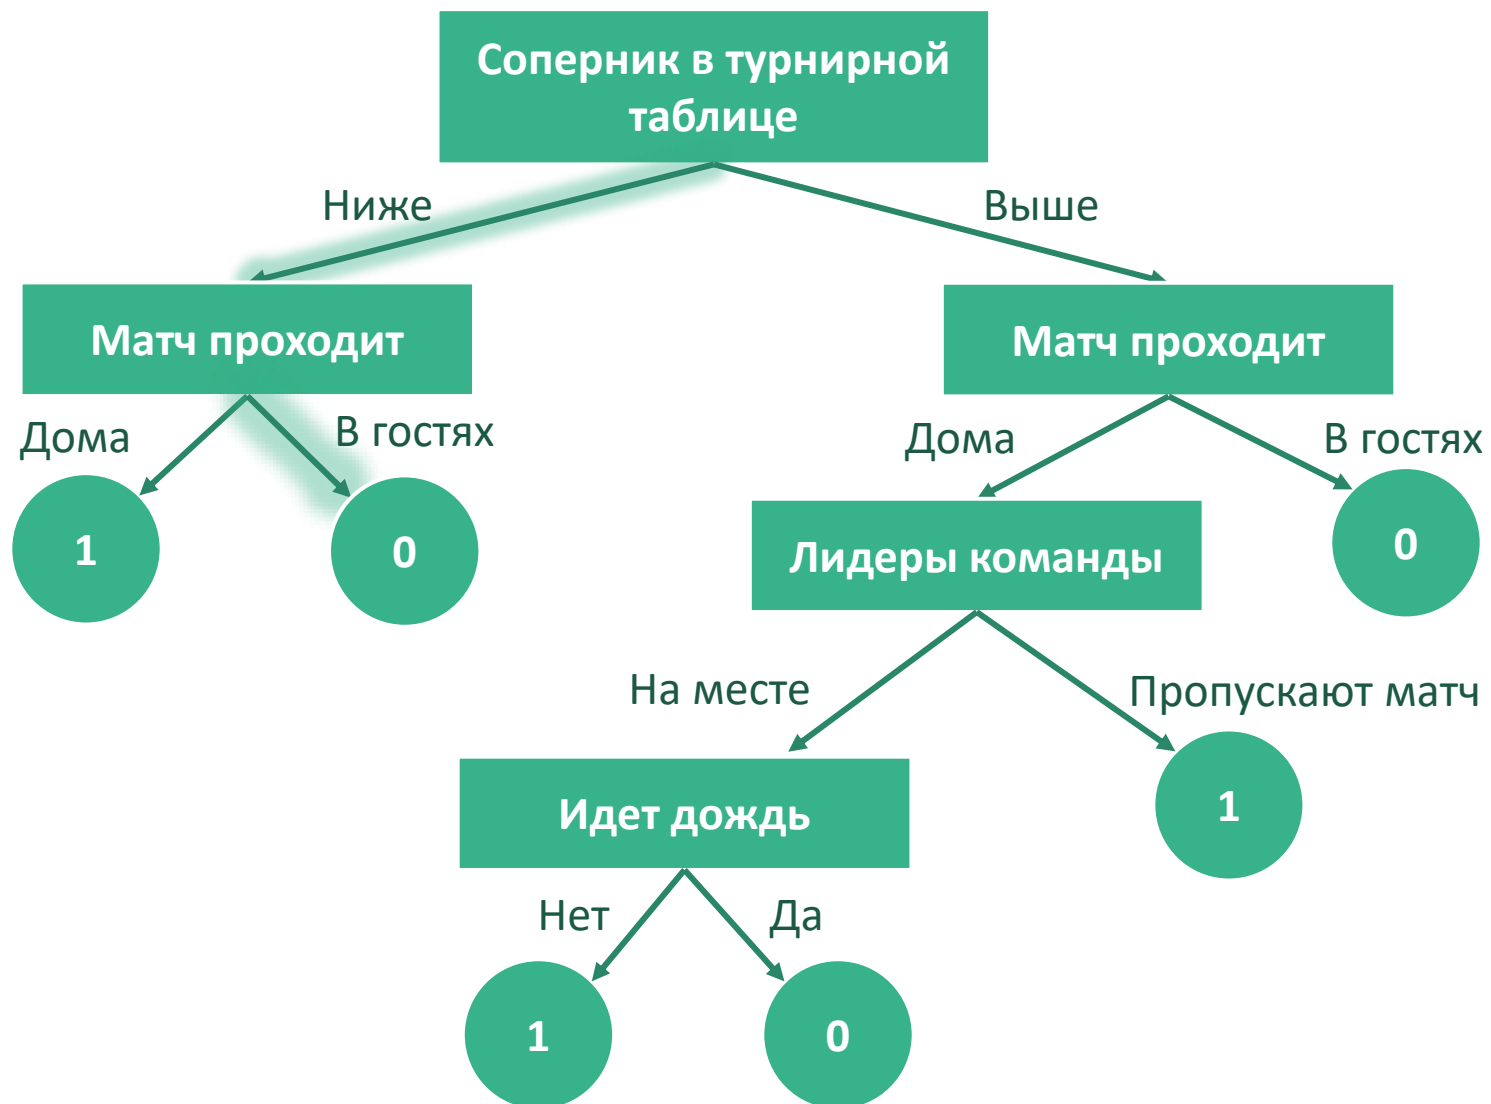 Соперник в турнирной
таблице
Ниже
Выше
Матч проходит
Матч проходит
Дома
В гостях
Дома
В гостях
1
0
0
Лидеры команды
На месте
Пропускают матч
Идет дождь
1
Нет
Да
1
0